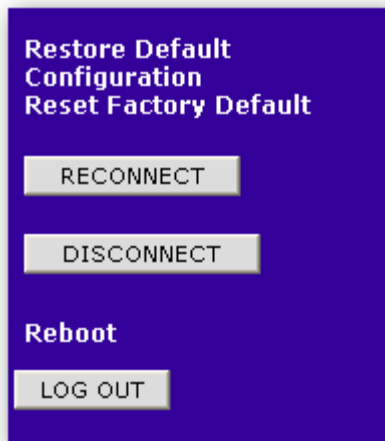 Restore Default
Configuration
Reset Factory Default
RECONNECT
DISCONNECT
Reboot
LOG OUT